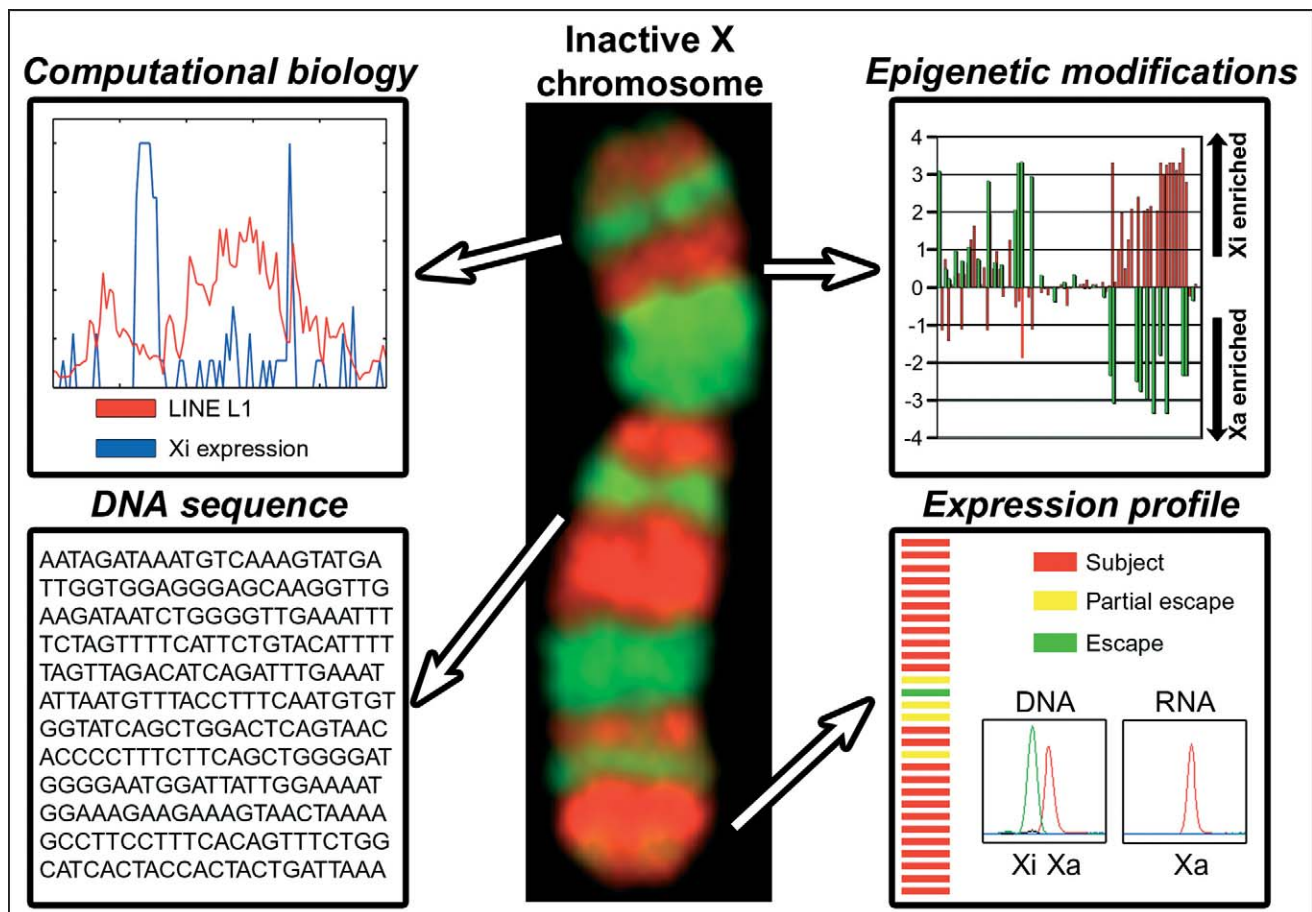 Computational biology
LINE L1
Xi expression
Inactive X
chromosome
Epigenetic modifications
4
3
2
1
0
-1
-2
-3
-4
Xi enriched
Xa enriched
DNA sequence
AATAGATAAATGTCAAAGTATGA
TTGGTGGAGGGAGCAAGGTTG
AAGATAATCTGGGGTTGAAATTT
TCTAGTTTTCATTCTGTACATTTT
TAGTTAGACATCAGATTTGAAAT
ATTAATGTTTACCTTTCAATGTGT
GGTATCAGCTGGACTCAGTAAC
ACCCCTTTCTTCAGCTGGGGAT
GGGGAATGGATTATTGGAAAAT
GGAAAGAAGAAAGTAACTAAAA
GCCTTCCTTTCACAGTTTCTGG
CATCACTACCACTACTGATTAAA
Expression profile
Subject
Partial escape
Escape
DNA
RNA
Xi Xa
Xa